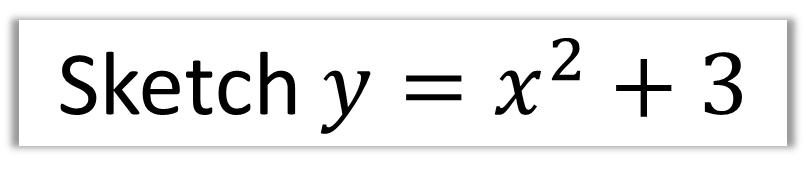 Sketch 𝑦 = 𝑥² + 3